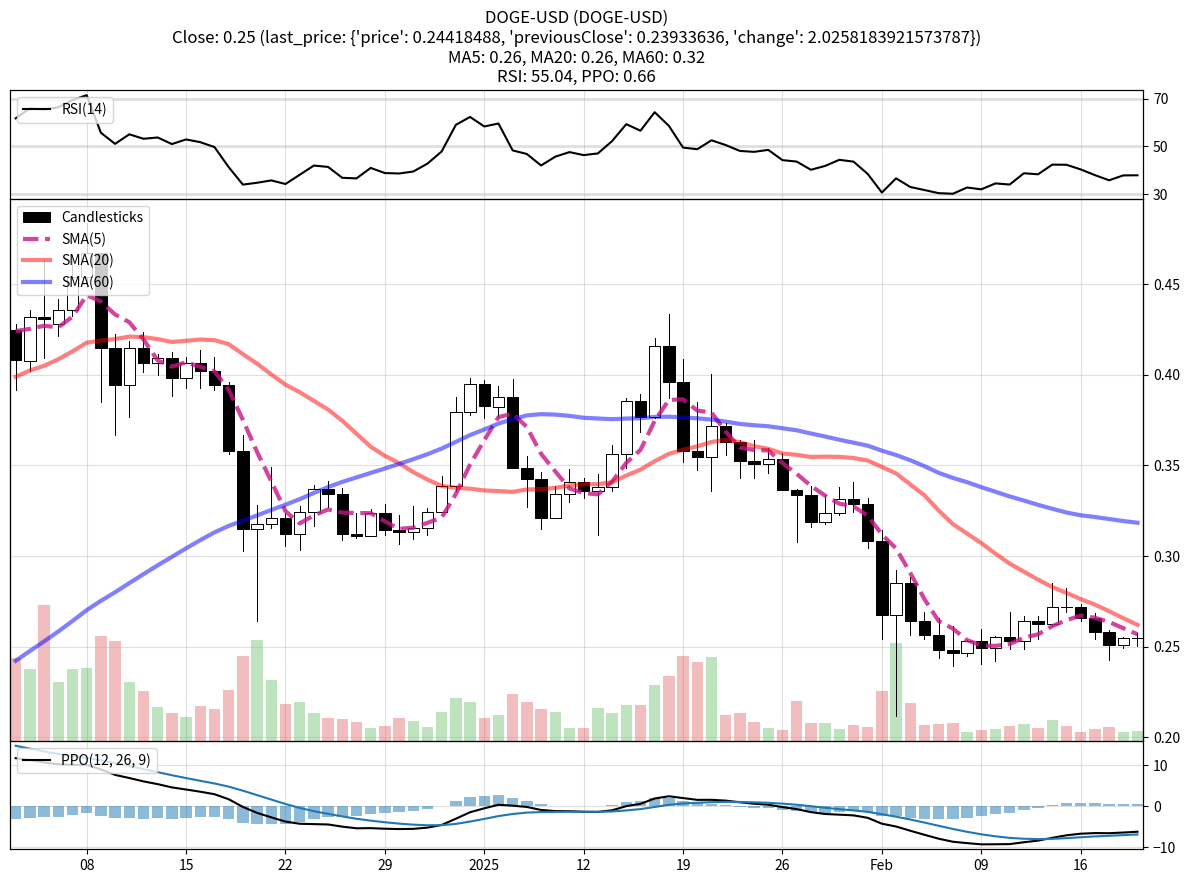 DOGE-USD (DOGE-USD)
Close: 0.25 (last_price: {'price': 0.24418488, 'previousClose': 0.23933636, 'change': 2.0258183921573787})
MA5: 0.26, MA20: 0.26, MA60: 0.32
RSI: 55.04, PPO: 0.66
RSI(14)
70
50
30
Candlesticks
SMA(5)
SMA(20)
SMA(60)
0.45
0.40
0.35
0.30
0.25
0.20
PPO(12, 26, 9)
10
0
−10
08 15 22 29 2025 12 19 26 Feb 09 16